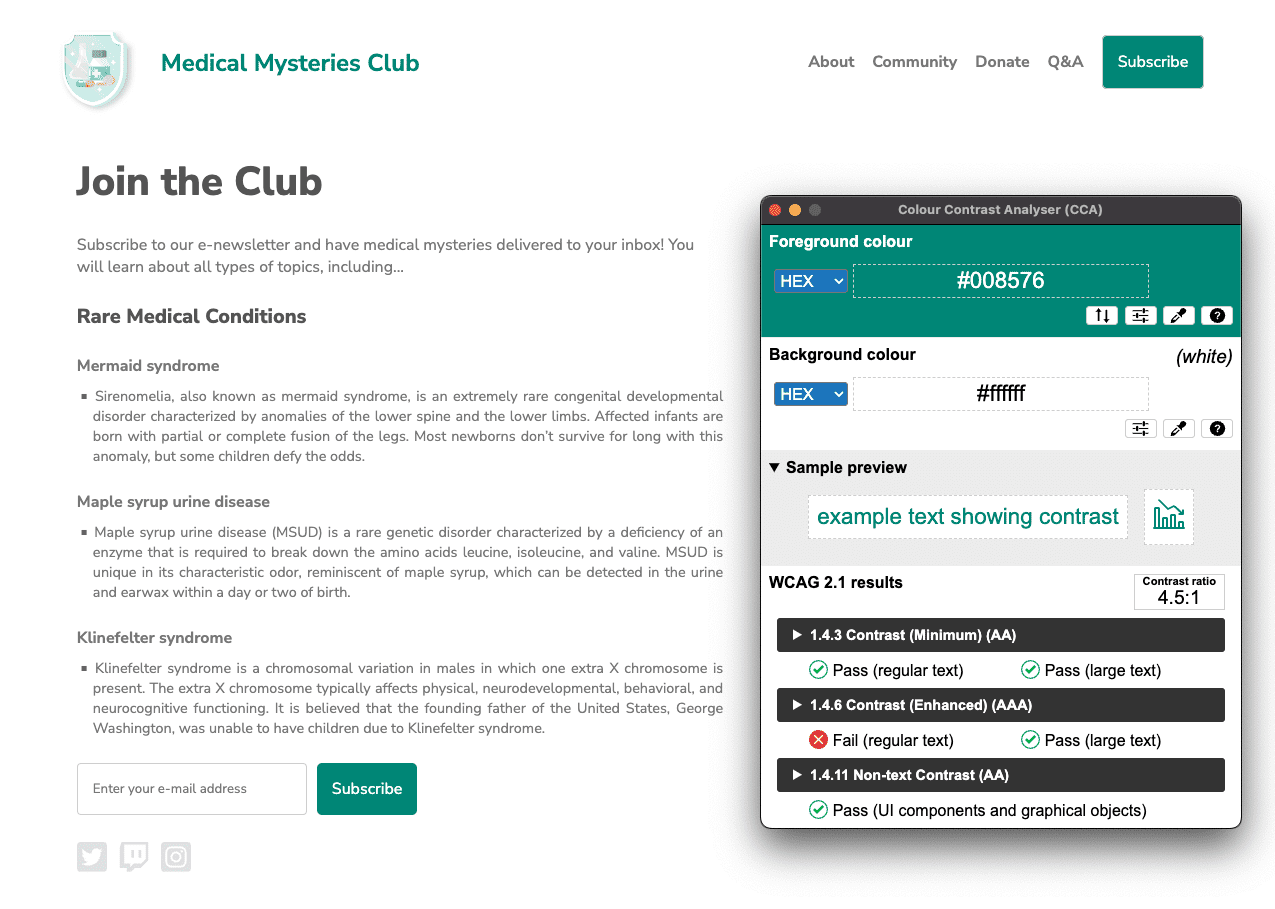 Medical Mysteries Club
About Community Donate Q&A Subscribe
Join the Club
Subscribe to our e-newsletter and have medical mysteries delivered to your inbox! You
will learn about all types of topics, including...
Rare Medical Conditions
Mermaid syndrome
▪ Sirenomelia, also known as mermaid syndrome, is an extremely rare congenital developmental
disorder characterized by anomalies of the lower spine and the lower limbs. Affected infants are
born with partial or complete fusion of the legs. Most newborns don't survive for long with this
anomaly, but some children defy the odds.
Maple syrup urine disease
▪ Maple syrup urine disease (MSUD) is a rare genetic disorder characterized by a deficiency of an
enzyme that is required to break down the amino acids leucine, isoleucine, and valine. MSUD is
unique in its characteristic odor, reminiscent of maple syrup, which can be detected in the urine
and earwax within a day or two of birth.
Klinefelter syndrome
▪ Klinefelter syndrome is a chromosomal variation in males in which one extra X chromosome is
present. The extra X chromosome typically affects physical, neurodevelopmental, behavioral, and
neurocognitive functioning. It is believed that the founding father of the United States, George
Washington, was unable to have children due to Klinefelter syndrome.
Enter your e-mail address
Subscribe
Colour Contrast Analyser (CCA)
Foreground colour
HEX #008576
Background colour (white)
HEX #ffffff
▼ Sample preview
example text showing contrast
WCAG 2.1 results
Contrast ratio
4.5:1
▶ 1.4.3 Contrast (Minimum) (AA)
Pass (regular text) Pass (large text)
▶ 1.4.6 Contrast (Enhanced) (AAA)
Fail (regular text) Pass (large text)
▶ 1.4.11 Non-text Contrast (AA)
Pass (UI components and graphical objects)